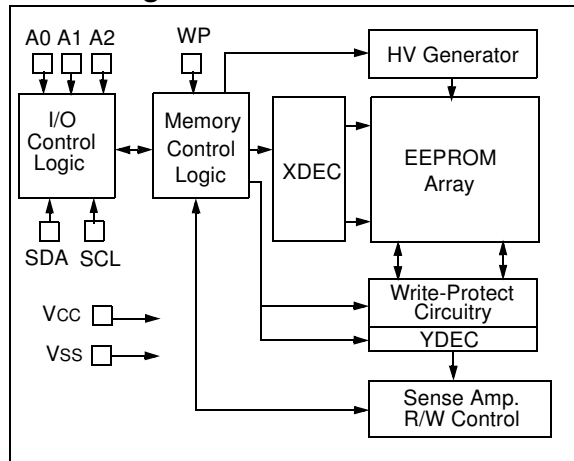 A0 A1 A2 WP
HV Generator
I/O
Control
Logic
Memory
Control
Logic
XDEC
EEPROM
Array
SDA SCL
Write-Protect
Circuitry
YDEC
VCC
VSS
Sense Amp.
R/W Control